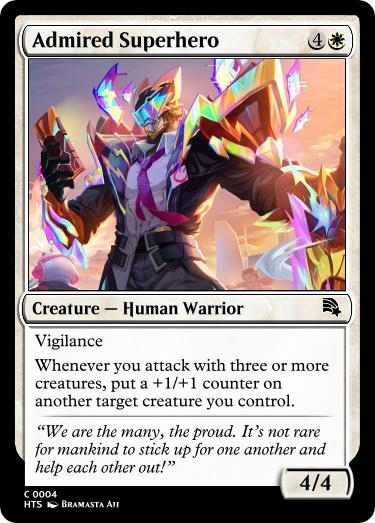 Admired Superhero 4
Creature — Human Warrior
Vigilance
Whenever you attack with three or more
creatures, put a +1/+1 counter on
another target creature you control.
“We are the many, the proud. It’s not rare
for mankind to stick up for one another and
help each other out!”
4/4
C 0004
HTS Bramasta Aji